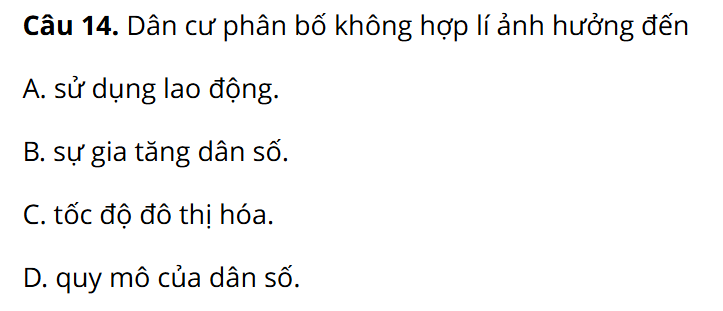 Câu 14. Dân cư phân bố không hợp lí ảnh hưởng đến
A. sử dụng lao động.
B. sự gia tăng dân số.
C. tốc độ đô thị hóa.
D. quy mô của dân số.